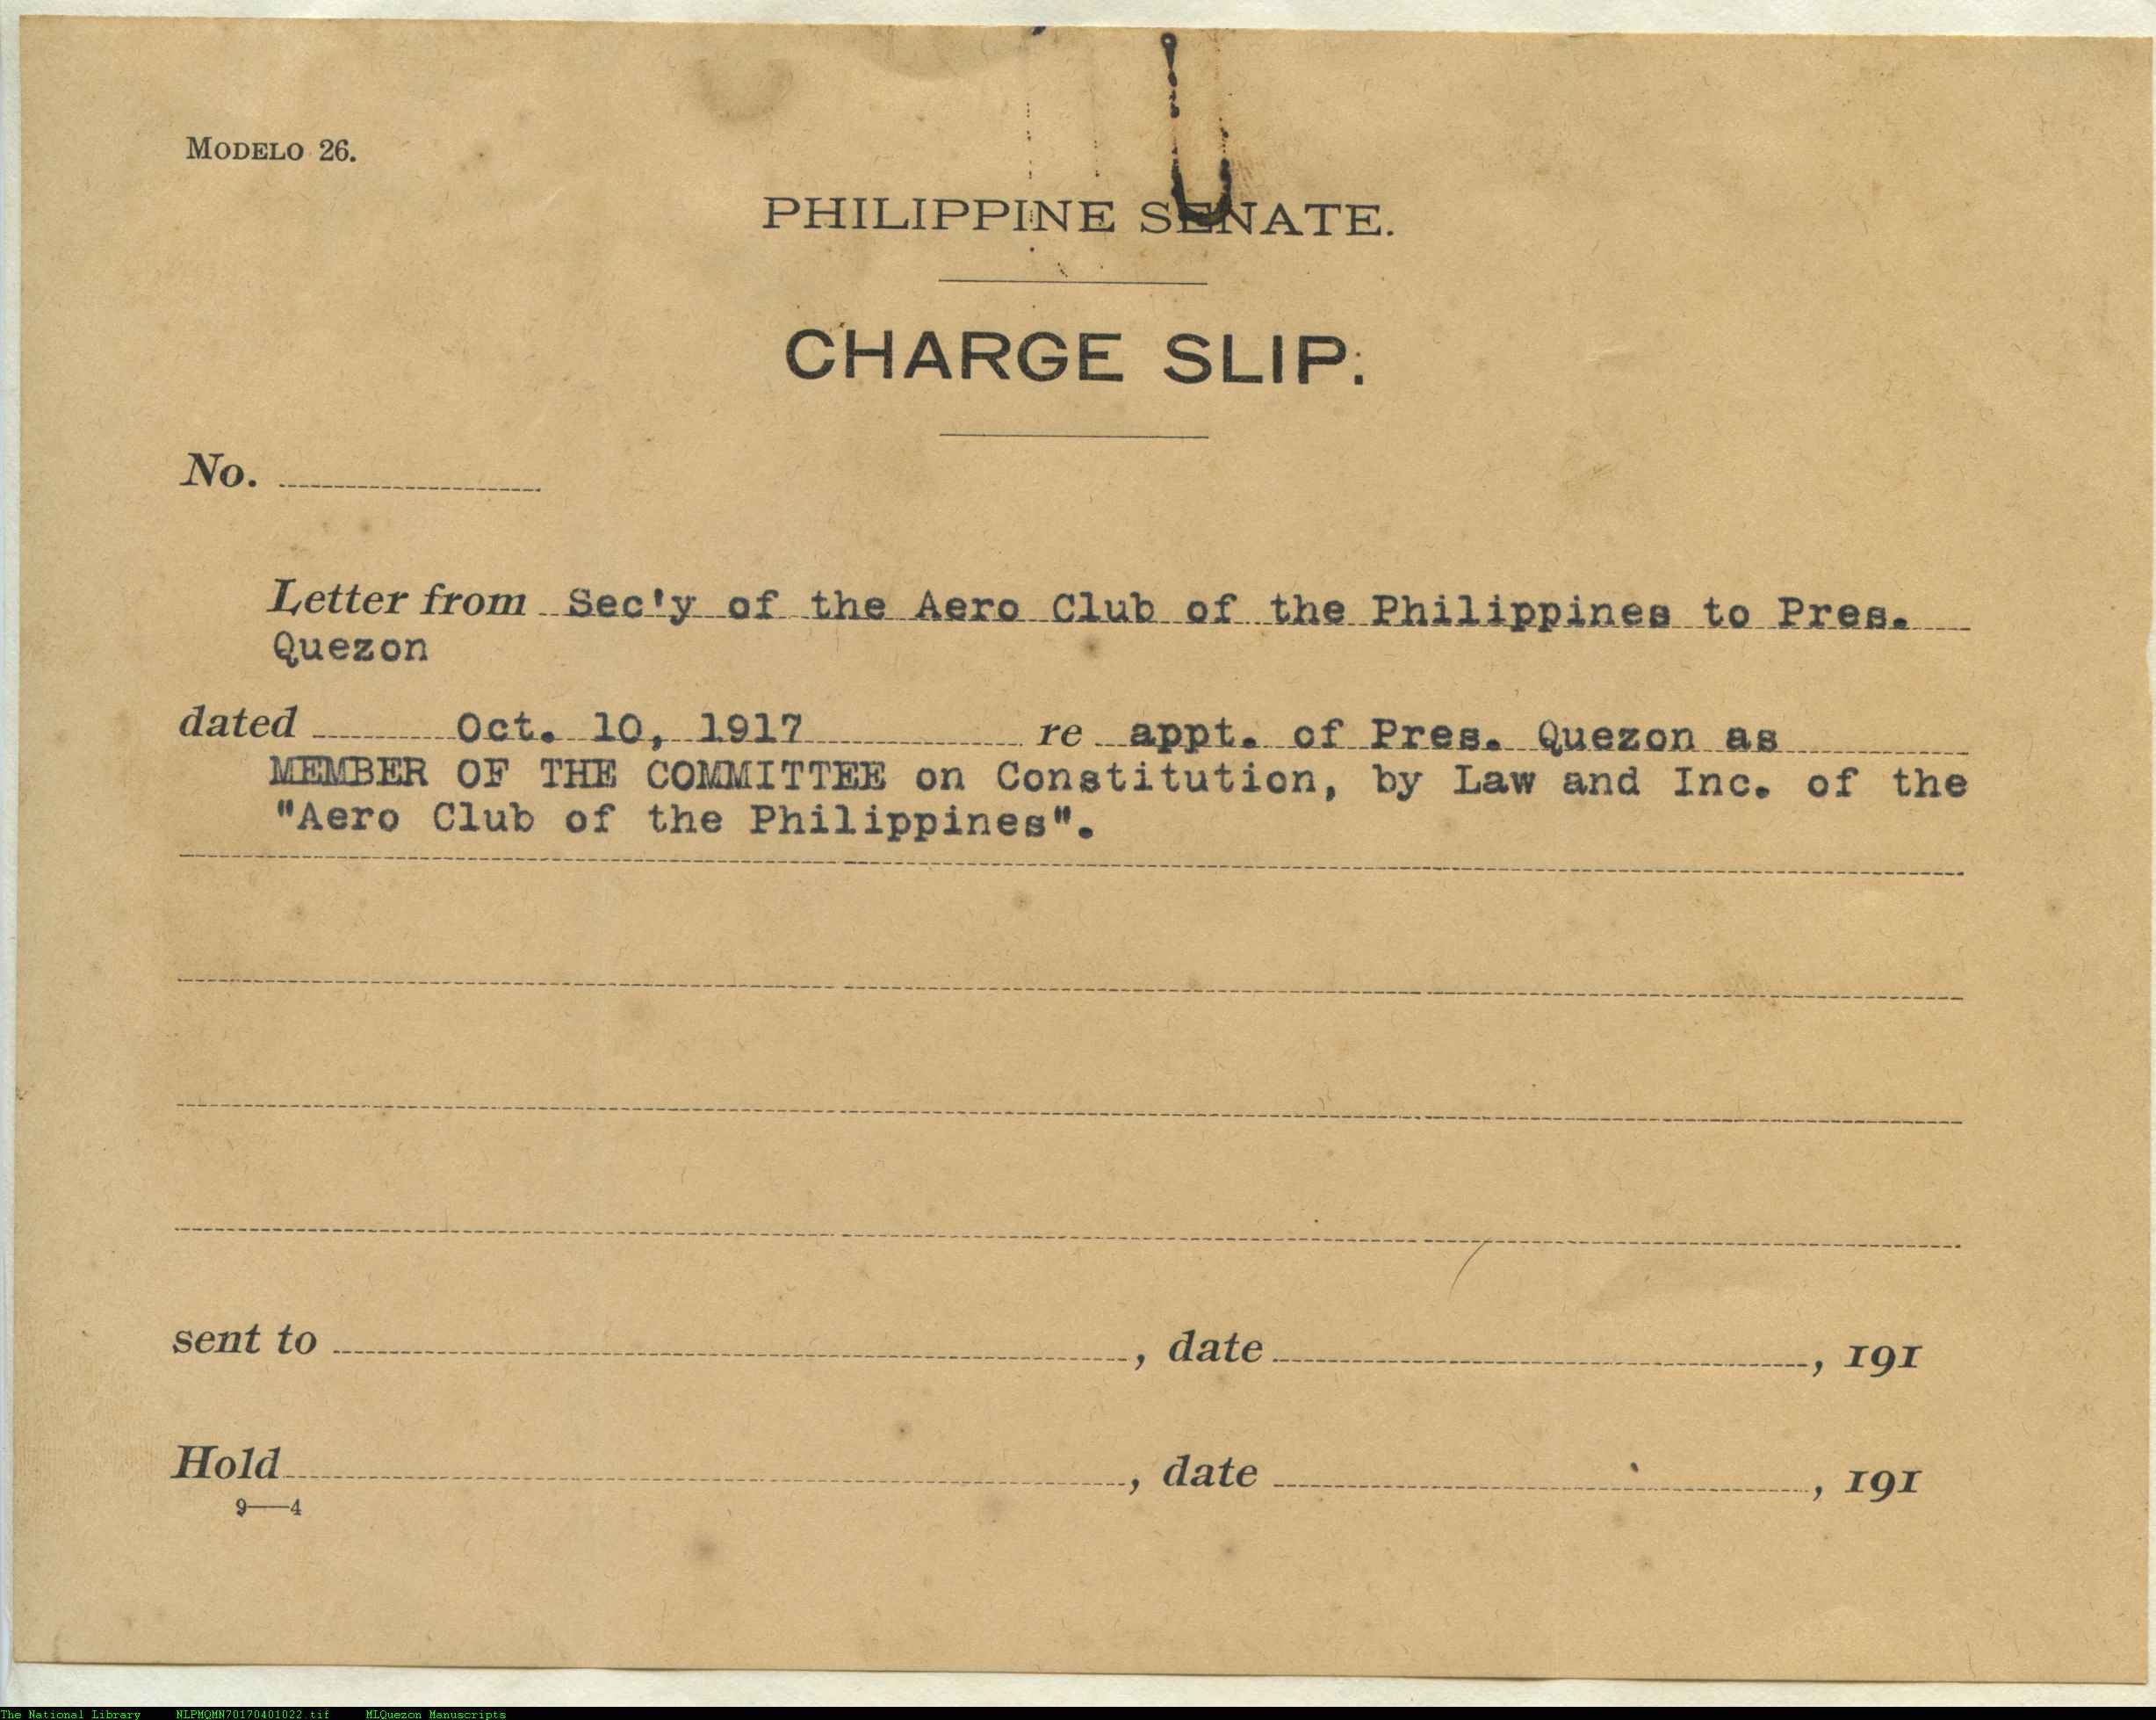 MODELO 26.
PHILIPPINE SENATE.
CHARGE SLIP.
No.
Letter from Sec'y of the Aero Club of the Philippines to Pres.
Quezon
dated Oct. 10, 1917 re appt. of Pres. Quezon as
MEMBER OF THE COMMITTEE on Constitution, by Law and Inc. of the
"Aero Club of the Philippines".
sent to , date , 191
Hold , date , 191
9—4
The National Library NLPMQMN70170401022.tif MLQuezon Manuscripts